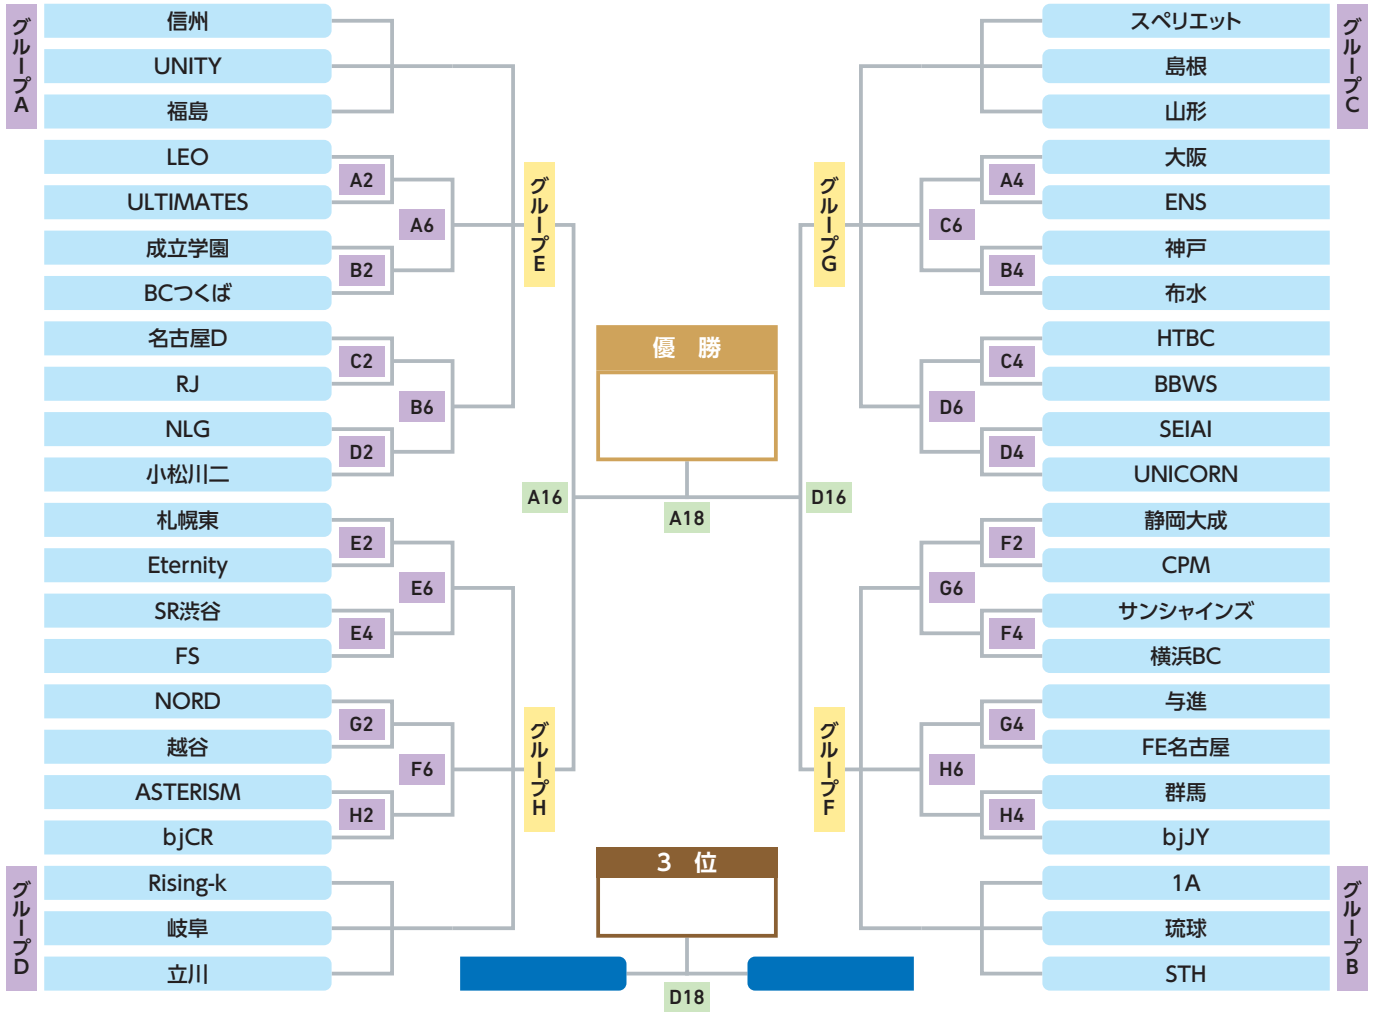 グループA
信州
UNITY
福島
LEO
ULTIMATES
A2
成立学園
BCつくば
B2
A6
名古屋D
RJ
C2
NLG
小松川二
D2
B6
グループE
札幌東
Eternity
E2
SR渋谷
FS
E4
E6
NORD
越谷
G2
ASTERISM
bjCR
H2
F6
グループH
グループD
Rising-k
岐阜
立川
A16
優 勝
A18
D16
3 位
D18
グループC
スペリエット
島根
山形
大阪
ENS
A4
神戸
布水
B4
C6
HTBC
BBWS
C4
SEIAI
UNICORN
D4
D6
グループG
静岡大成
CPM
F2
サンシャインズ
横浜BC
F4
G6
与進
FE名古屋
G4
群馬
bjJY
H4
H6
グループF
グループB
1A
琉球
STH